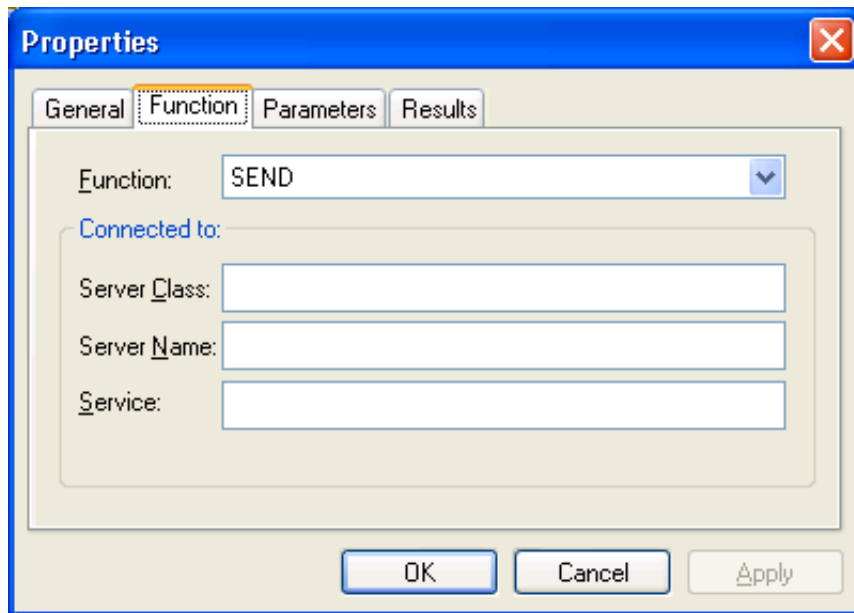 Properties
General Function Parameters Results
Function: SEND
Connected to:
Server Class:
Server Name:
Service:
OK Cancel Apply